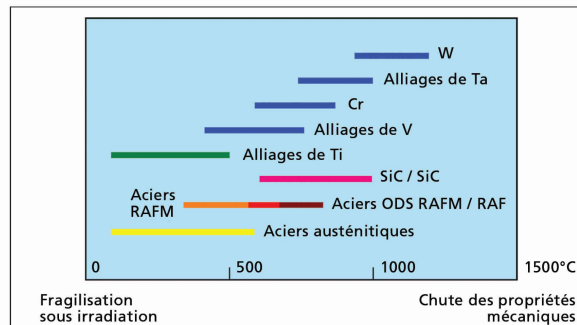 W
Alliages de Ta
Cr
Alliages de V
Alliages de Ti
SiC / SiC
Aciers
RAFM
Aciers ODS RAFM / RAF
Aciers austénitiques
0 500 1000 1500°C
Fragilisation
sous irradiation
Chute des propriétés
mécaniques